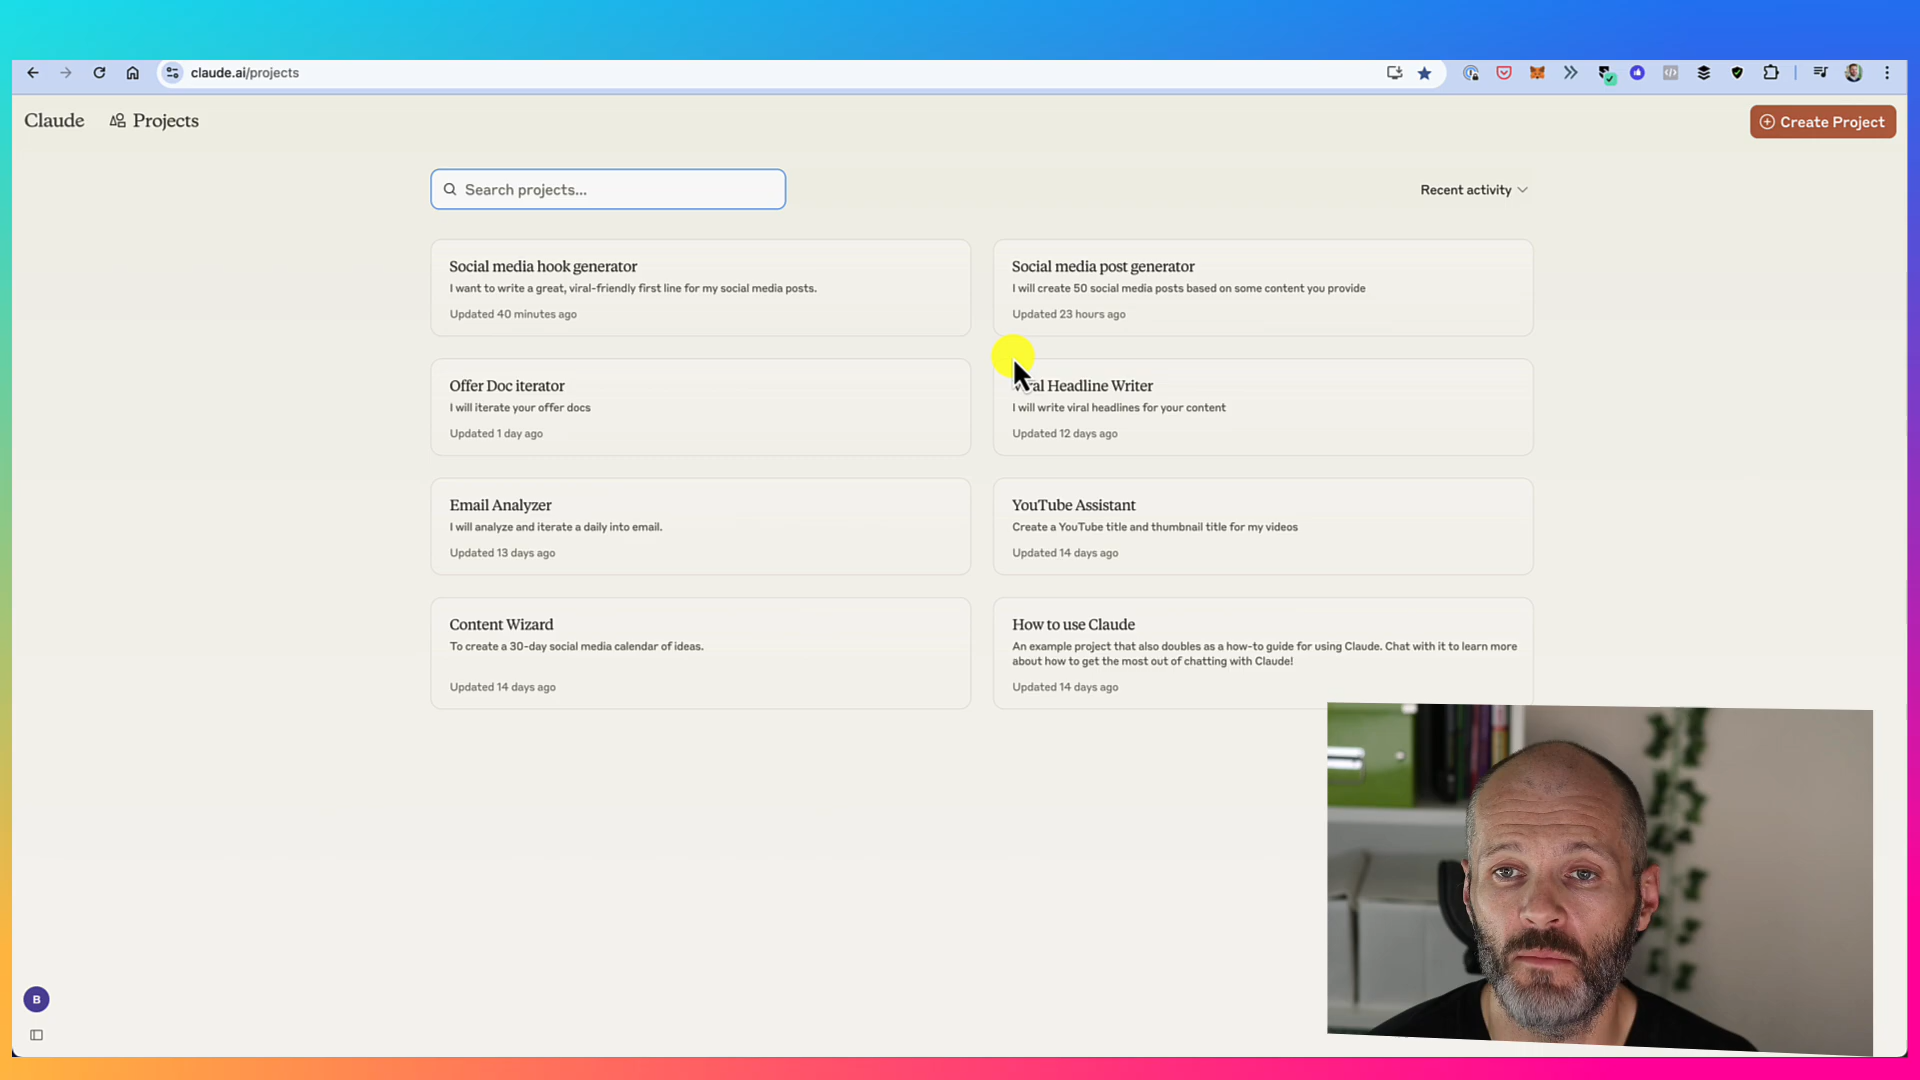 claude.ai/projects
Claude
Projects
Create Project
Search projects...
Recent activity
Social media hook generator
I want to write a great, viral-friendly first line for my social media posts.
Updated 40 minutes ago
Social media post generator
I will create 50 social media posts based on some content you provide
Updated 23 hours ago
Offer Doc iterator
I will iterate your offer docs
Updated 1 day ago
Viral Headline Writer
I will write viral headlines for your content
Updated 12 days ago
Email Analyzer
I will analyze and iterate a daily into email.
Updated 13 days ago
YouTube Assistant
Create a YouTube title and thumbnail title for my videos
Updated 14 days ago
Content Wizard
To create a 30-day social media calendar of ideas.
Updated 14 days ago
How to use Claude
An example project that also doubles as a how-to guide for using Claude. Chat with it to learn more
about how to get the most out of chatting with Claude!
Updated 14 days ago
B